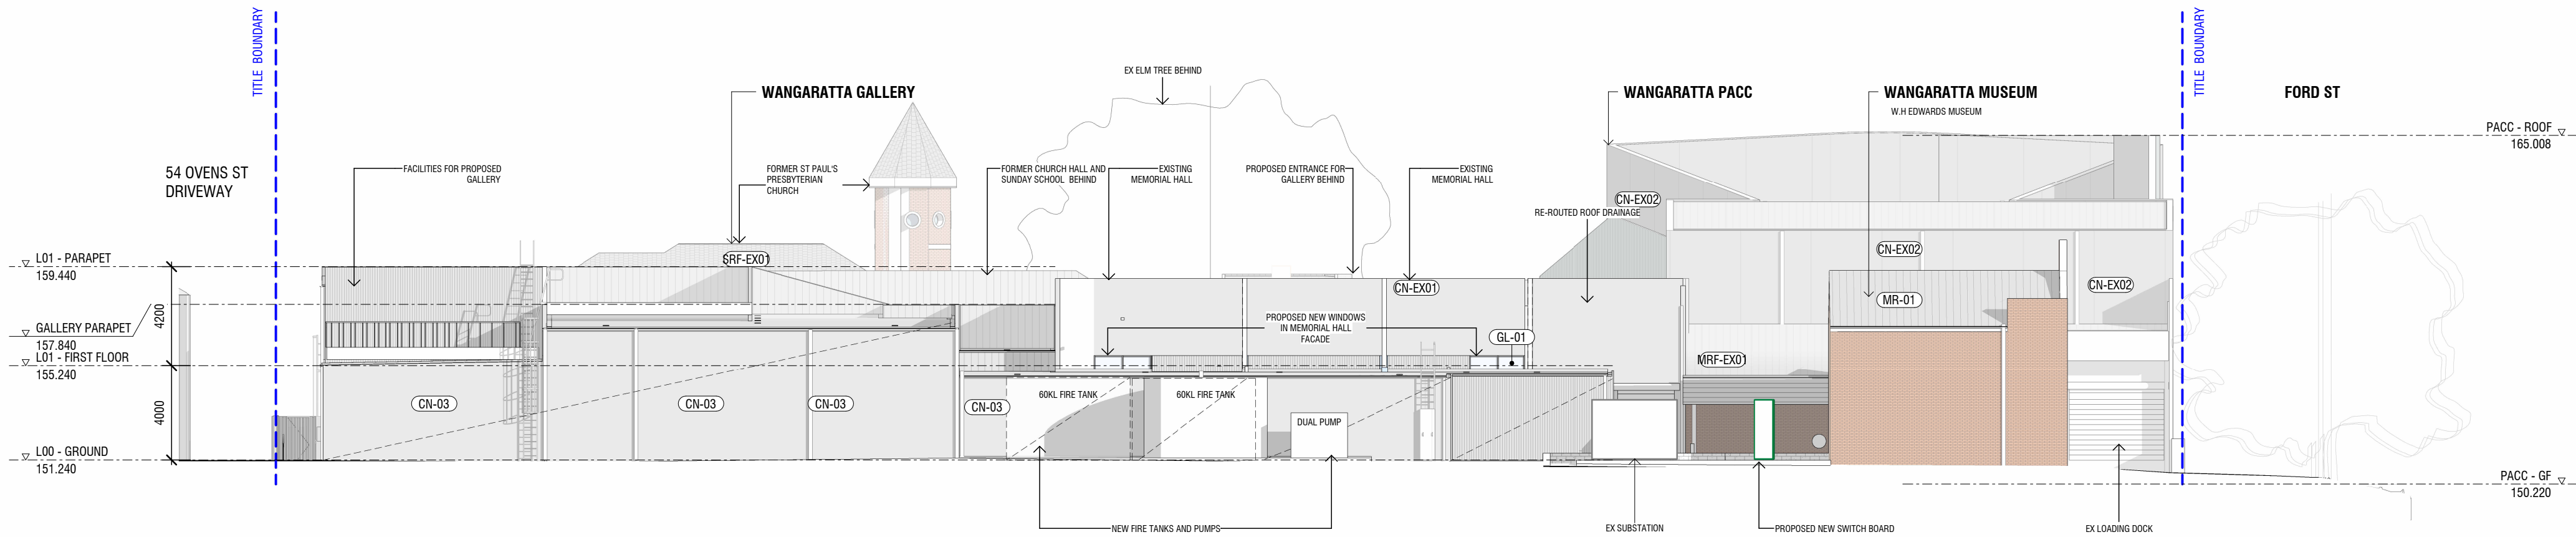 TITLE BOUNDARY
TITLE BOUNDARY
EX ELM TREE BEHIND
WANGARATTA GALLERY
WANGARATTA PACC
WANGARATTA MUSEUM
W.H EDWARDS MUSEUM
FORD ST
PACC - ROOF
165.008
54 OVENS ST
DRIVEWAY
FACILITIES FOR PROPOSED
GALLERY
FORMER ST PAUL'S
PRESBYTERIAN
CHURCH
FORMER CHURCH HALL AND
SUNDAY SCHOOL BEHIND
EXISTING
MEMORIAL HALL
PROPOSED ENTRANCE FOR
GALLERY BEHIND
EXISTING
MEMORIAL HALL
CN-EX02
RE-ROUTED ROOF DRAINAGE
CN-EX02
L01 - PARAPET
159.440
SRF-EX01
CN-EX01
CN-EX02
MR-01
4200
GALLERY PARAPET
157.840
PROPOSED NEW WINDOWS
IN MEMORIAL HALL
FACADE
GL-01
L01 - FIRST FLOOR
155.240
MRF-EX01
4000
CN-03
CN-03
CN-03
CN-03
60KL FIRE TANK
60KL FIRE TANK
DUAL PUMP
L00 - GROUND
151.240
PACC - GF
150.220
NEW FIRE TANKS AND PUMPS
EX SUBSTATION
PROPOSED NEW SWITCH BOARD
EX LOADING DOCK